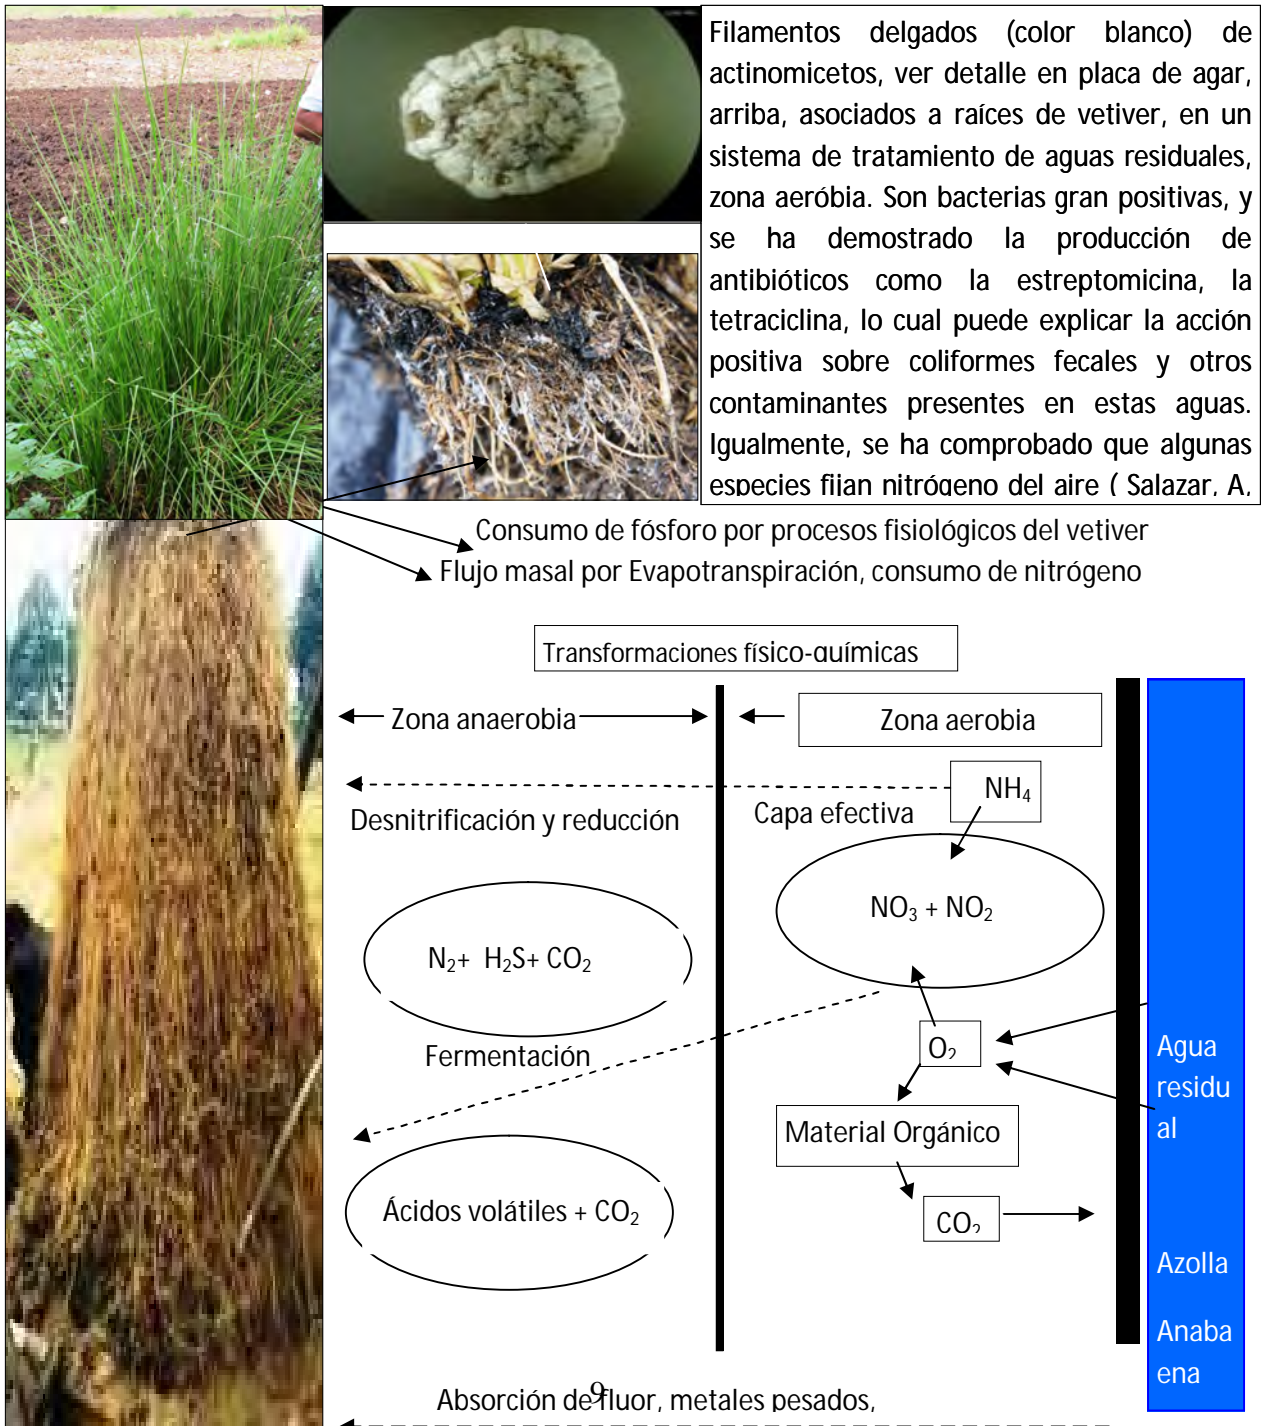 Filamentos delgados (color blanco) de
actinomicetos, ver detalle en placa de agar,
arriba, asociados a raíces de vetiver, en un
sistema de tratamiento de aguas residuales,
zona aeróbia. Son bacterias gran positivas, y
se ha demostrado la producción de
antibióticos como la estreptomicina, la
tetraciclina, lo cual puede explicar la acción
positiva sobre coliformes fecales y otros
contaminantes presentes en estas aguas.
Igualmente, se ha comprobado que algunas
especies fijan nitrógeno del aire ( Salazar, A,
Consumo de fósforo por procesos fisiológicos del vetiver
Flujo masal por Evapotranspiración, consumo de nitrógeno
Transformaciones físico-químicas
Zona anaerobia
Zona aerobia
NH₄
Desnitrificación y reducción
Capa efectiva
NO₃ + NO₂
N₂+ H₂S+ CO₂
O₂
Fermentación
Material Orgánico
Ácidos volátiles + CO₂
CO₂
Agua
residu
al
Azolla
Anaba
ena
Absorción de fluor, metales pesados,
9